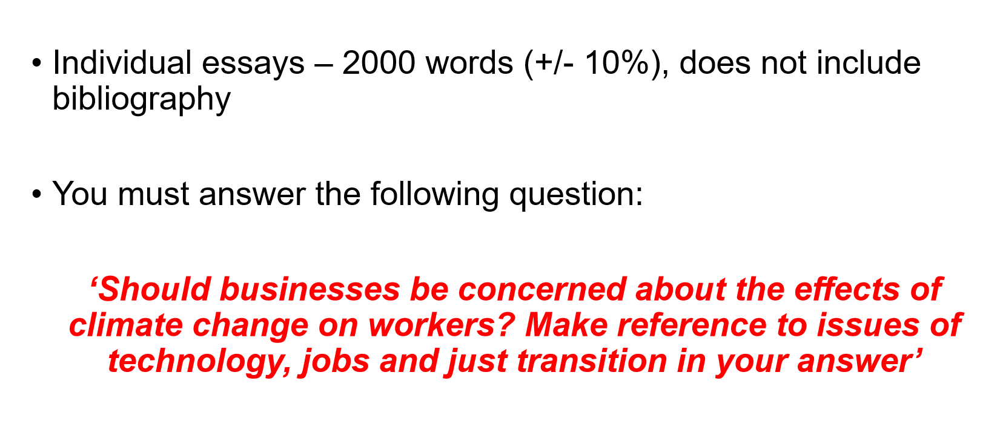 • Individual essays – 2000 words (+/- 10%), does not include
bibliography
• You must answer the following question:
‘Should businesses be concerned about the effects of
climate change on workers? Make reference to issues of
technology, jobs and just transition in your answer’